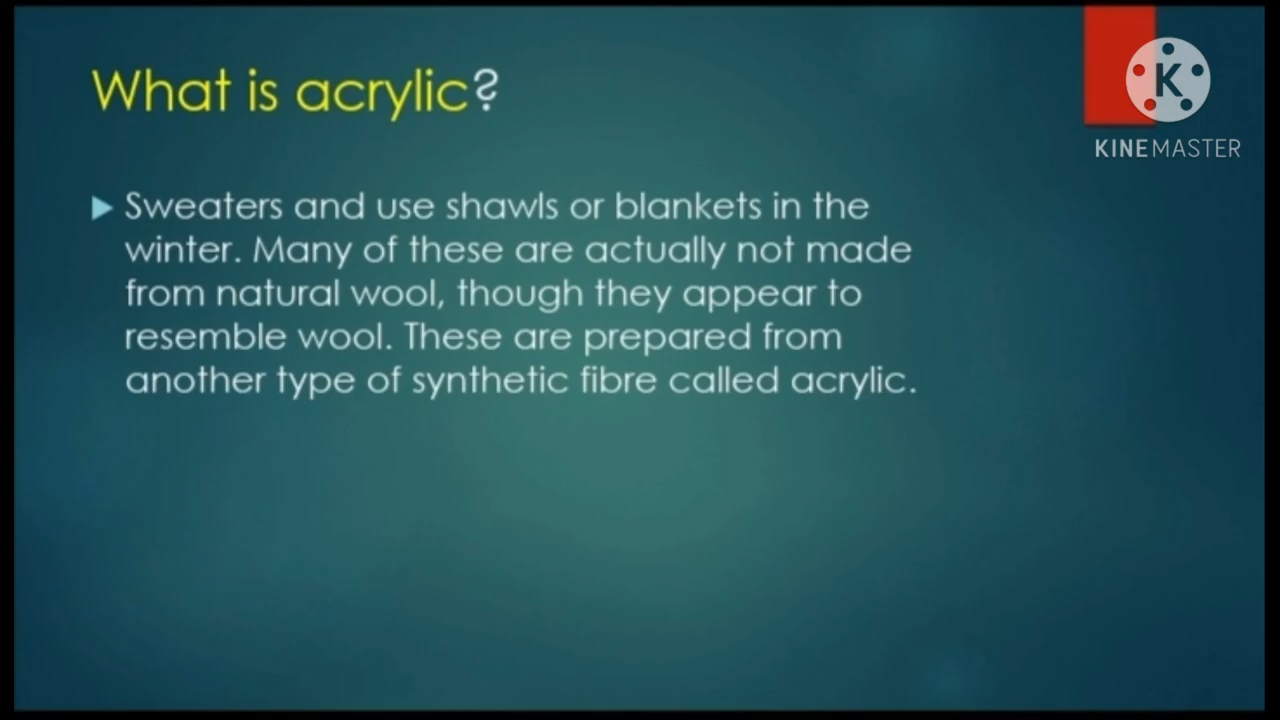 What is acrylic?
KINEMASTER
Sweaters and use shawls or blankets in the
winter. Many of these are actually not made
from natural wool, though they appear to
resemble wool. These are prepared from
another type of synthetic fibre called acrylic.